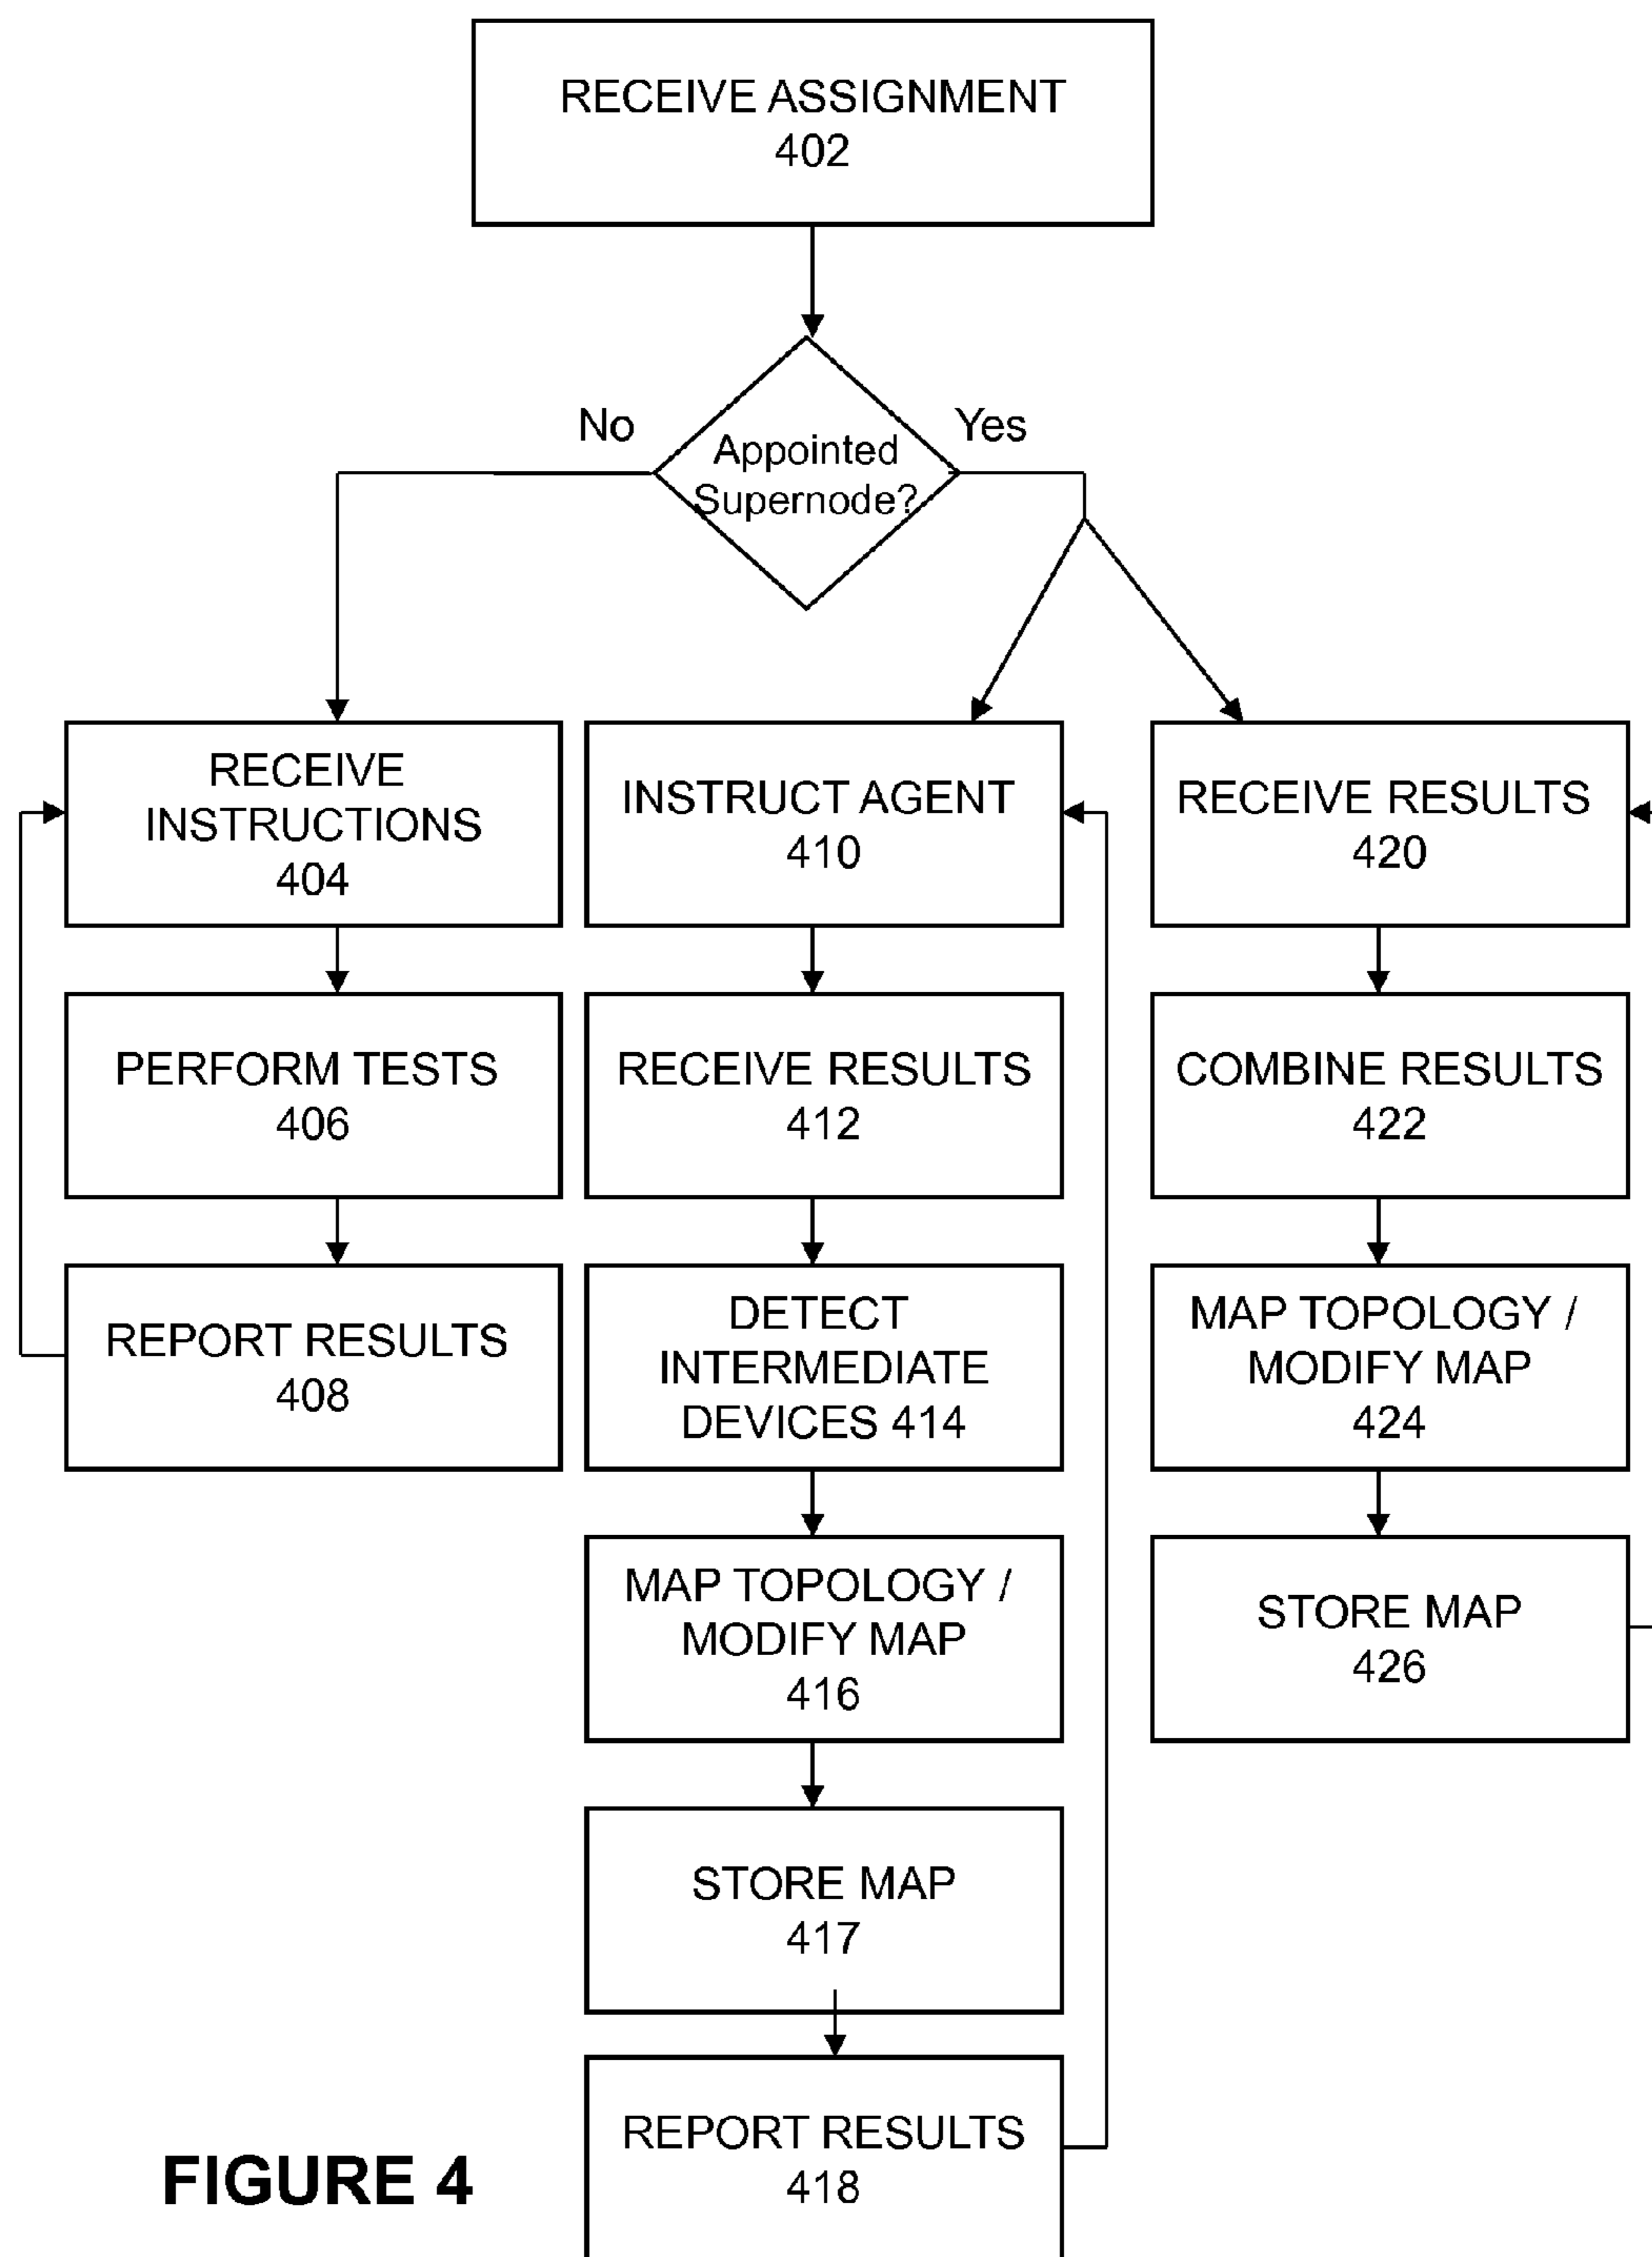 RECEIVE ASSIGNMENT
402
No
Yes
Appointed
Supernode?
RECEIVE
INSTRUCTIONS
404
INSTRUCT AGENT
410
RECEIVE RESULTS
420
PERFORM TESTS
406
RECEIVE RESULTS
412
COMBINE RESULTS
422
REPORT RESULTS
408
DETECT
INTERMEDIATE
DEVICES 414
MAP TOPOLOGY /
MODIFY MAP
424
MAP TOPOLOGY /
MODIFY MAP
416
STORE MAP
426
STORE MAP
417
REPORT RESULTS
418
FIGURE 4